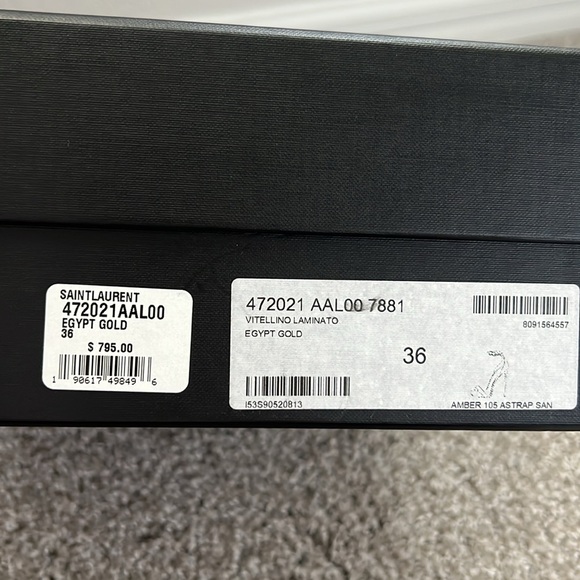 SAINTLAURENT
472021AAL00
EGYPT GOLD
36
$ 795.00
1 90617 49849 6
472021 AAL00 7881
VITELLINO LAMINATO
EGYPT GOLD
8091564557
36
I53S90520813
AMBER 105 ASTRAP SAN